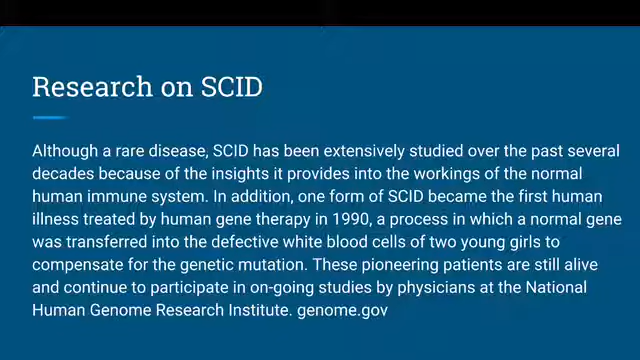 Research on SCID
Although a rare disease, SCID has been extensively studied over the past several
decades because of the insights it provides into the workings of the normal
human immune system. In addition, one form of SCID became the first human
illness treated by human gene therapy in 1990, a process in which a normal gene
was transferred into the defective white blood cells of two young girls to
compensate for the genetic mutation. These pioneering patients are still alive
and continue to participate in on-going studies by physicians at the National
Human Genome Research Institute. genome.gov